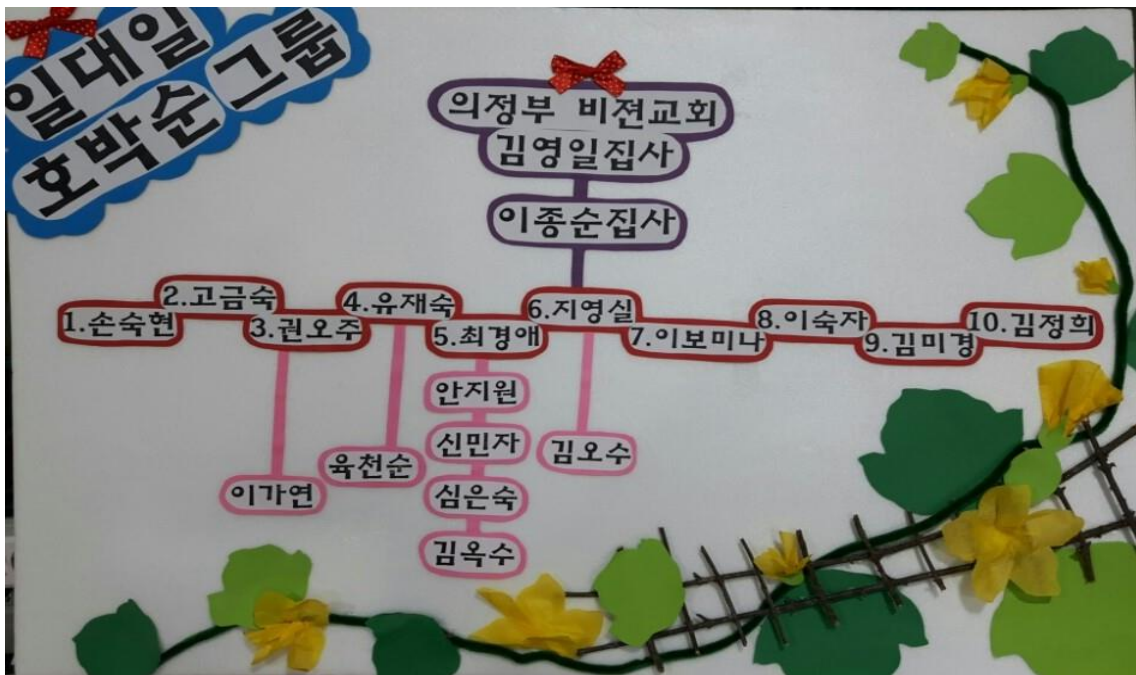 일대일
호박순그룹
의정부 비젼교회
김영일집사
이종순집사
1.손숙현
2.고금숙
3.권오주
4.유재숙
5.최경애
6.지영실
7.이보미나
8.이숙자
9.김미경
10.김정희
이가연
육천순
안지원
신민자
심은숙
김옥수
김오수